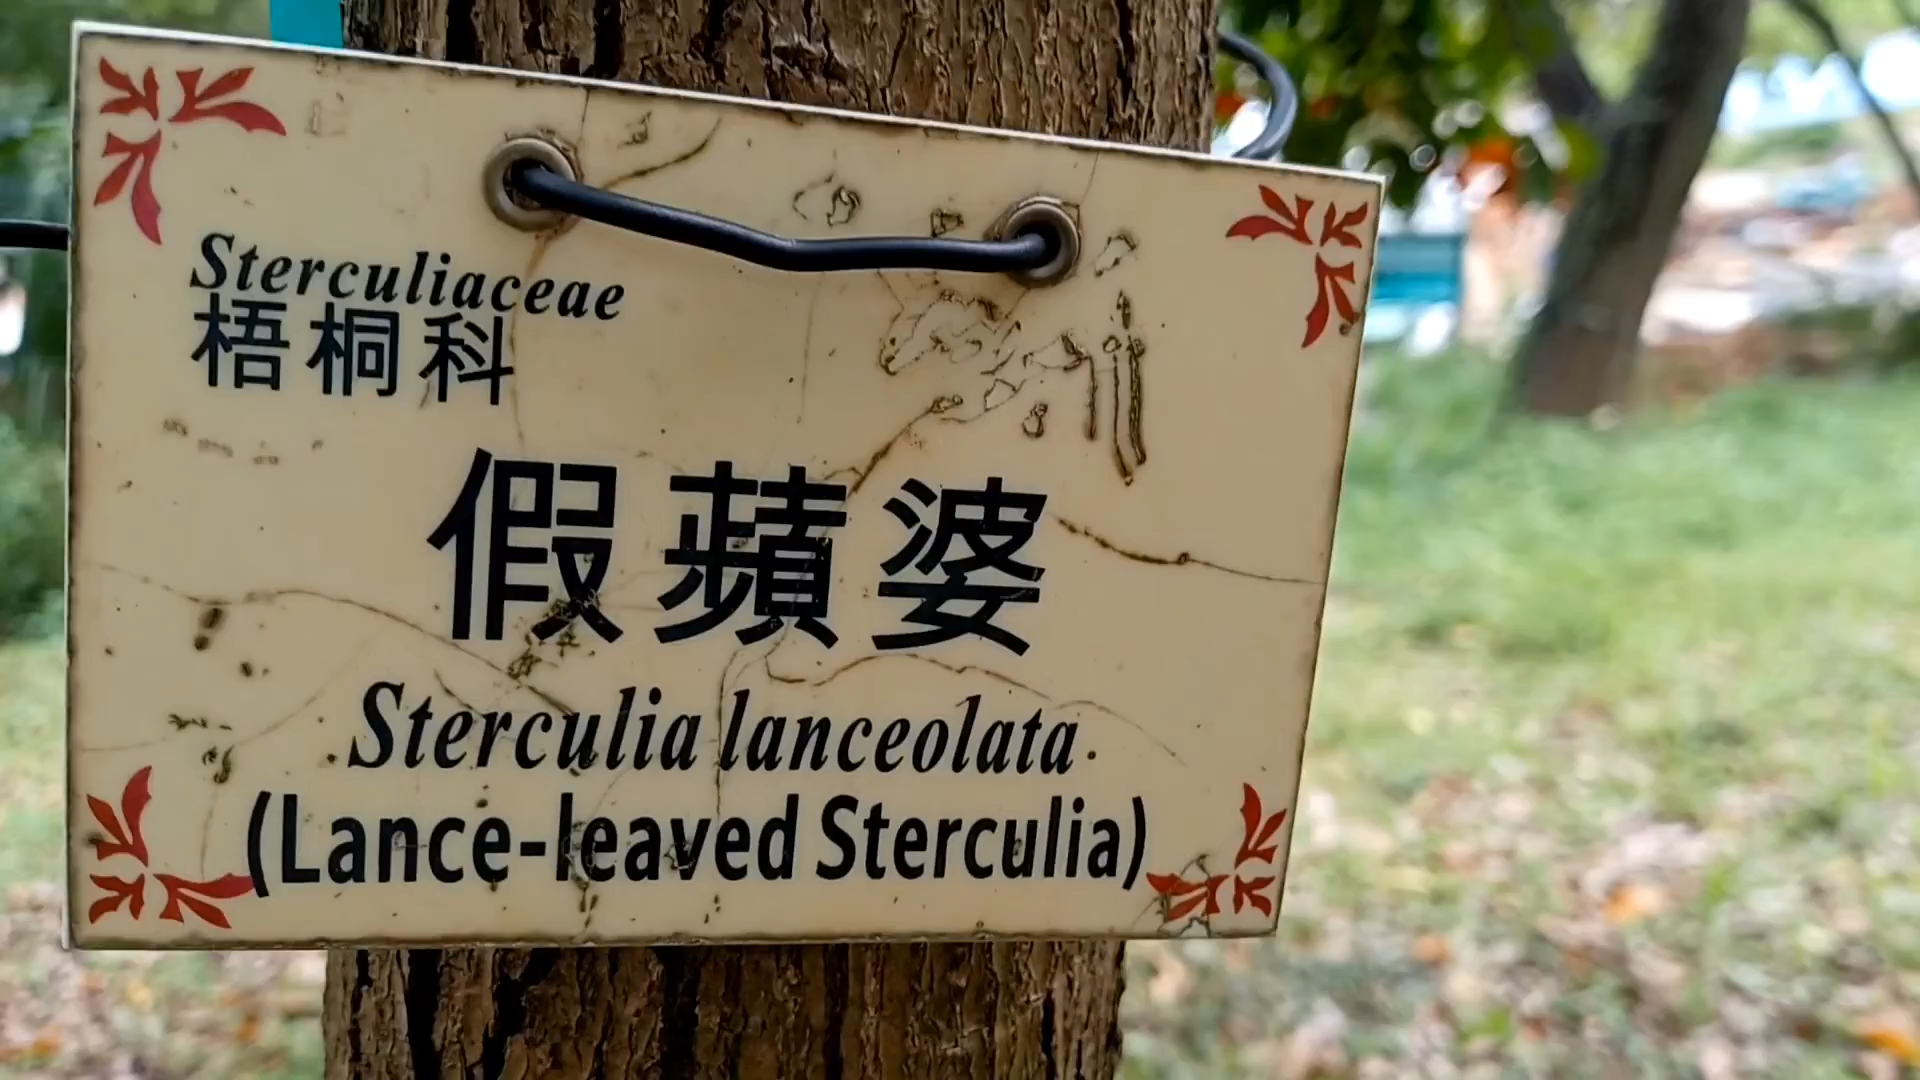 Sterculiaceae
梧桐科
假蘋婆
Sterculia lanceolata.
(Lance-leaved Sterculia)